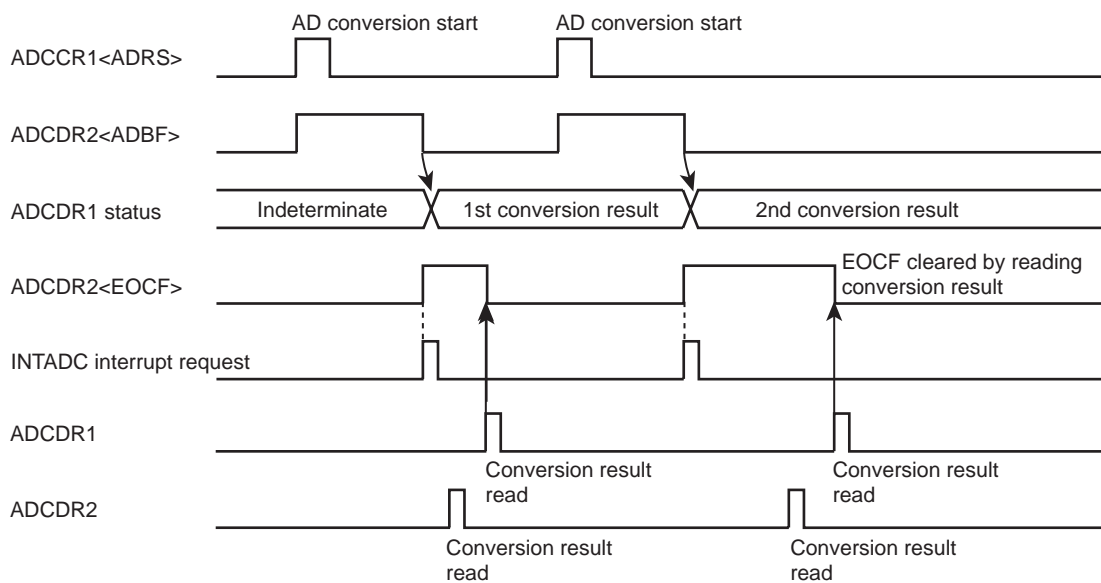 AD conversion start
AD conversion start
ADCCR1<ADRS>
ADCDR2<ADBF>
ADCDR1 status
Indeterminate
1st conversion result
2nd conversion result
ADCDR2<EOCF>
EOCF cleared by reading
conversion result
INTADC interrupt request
ADCDR1
Conversion result
read
Conversion result
read
ADCDR2
Conversion result
read
Conversion result
read